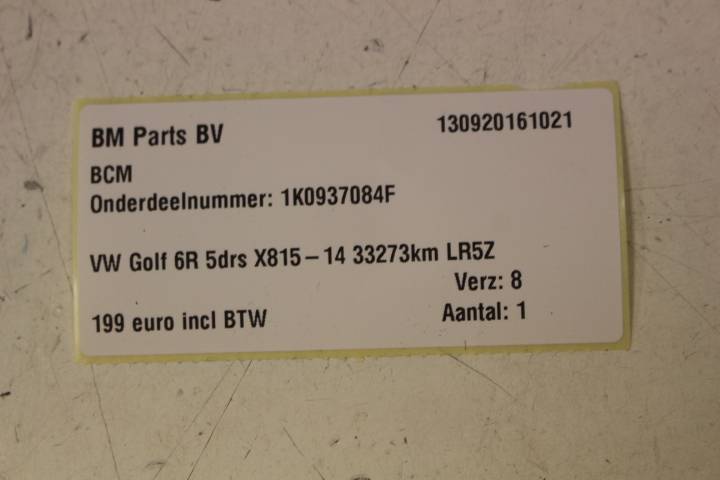 BM Parts BV 130920161021
BCM
Onderdeelnummer: 1K0937084F
VW Golf 6R 5drs X815-14 33273km LR5Z
Verz: 8
199 euro incl BTW Aantal: 1